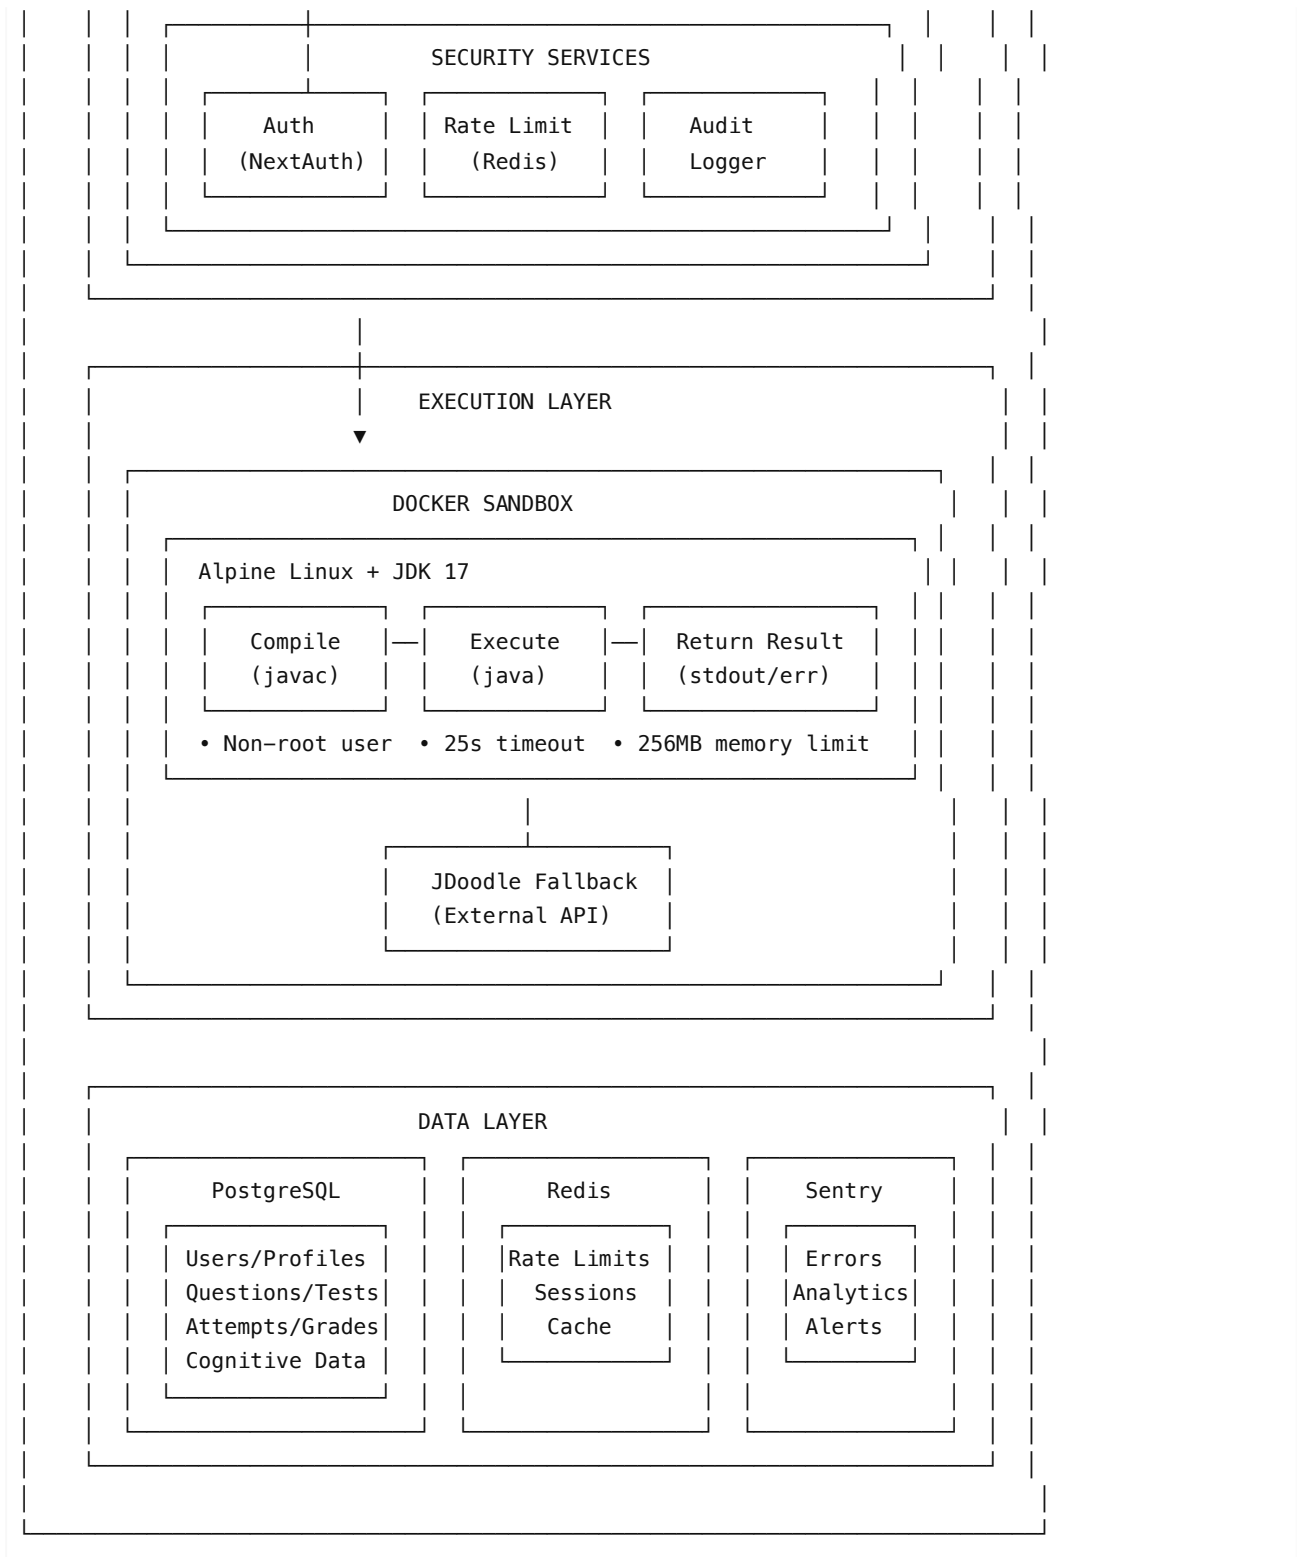 SECURITY SERVICES
Auth Rate Limit Audit
(NextAuth) (Redis) Logger
EXECUTION LAYER
▼
DOCKER SANDBOX
Alpine Linux + JDK 17
Compile Execute Return Result
(javac) (java) (stdout/err)
• Non-root user • 25s timeout • 256MB memory limit
JDoodle Fallback
(External API)
DATA LAYER
PostgreSQL Redis Sentry
Users/Profiles Rate Limits Errors
Questions/Tests Sessions Analytics
Attempts/Grades Cache Alerts
Cognitive Data